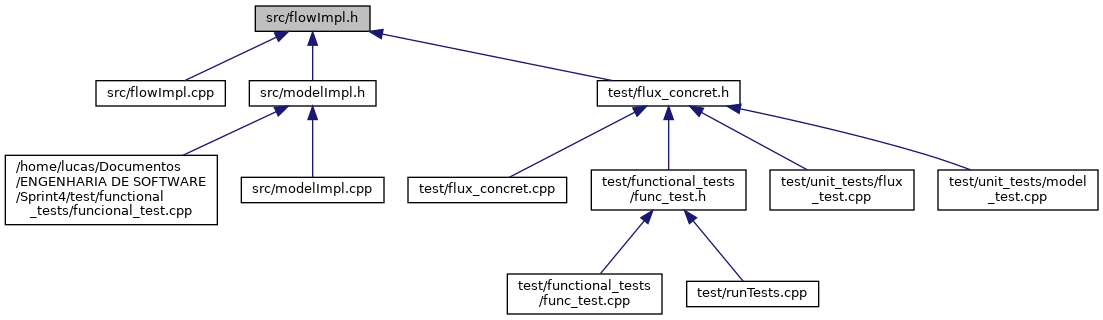 src/flowImpl.h
src/flowImpl.cpp
src/modelImpl.h
test/flux_concret.h
/home/lucas/Documentos
/ENGENHARIA DE SOFTWARE
/Sprint4/test/functional
_tests/funcional_test.cpp
src/modelImpl.cpp
test/flux_concret.cpp
test/functional_tests
/func_test.h
test/unit_tests/flux
_test.cpp
test/unit_tests/model
_test.cpp
test/functional_tests
/func_test.cpp
test/runTests.cpp